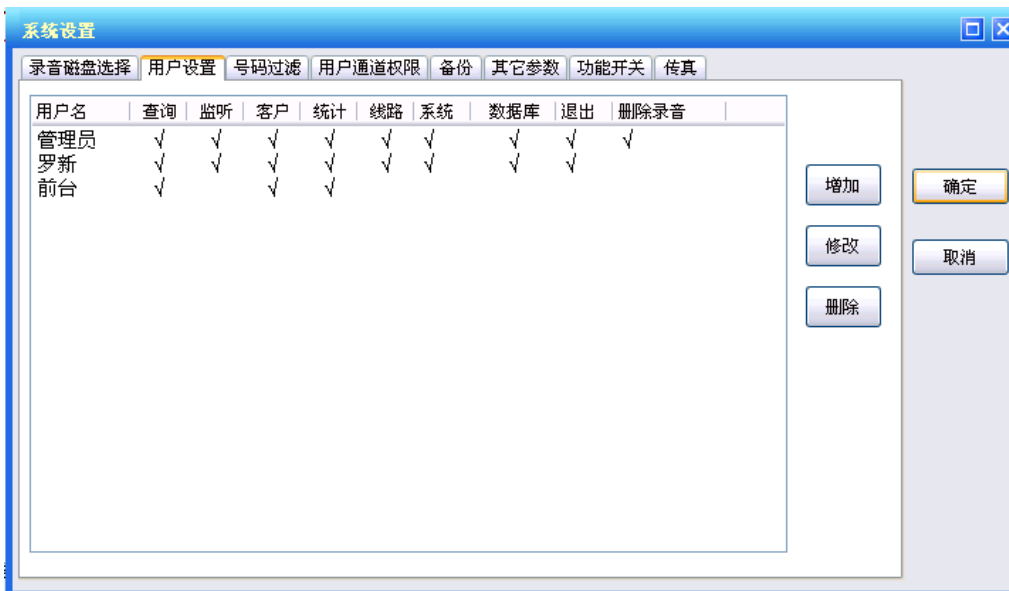 系统设置
录音磁盘选择 用户设置 号码过滤 用户通道权限 备份 其它参数 功能开关 传真
用户名 查询 监听 客户 统计 线路 系统 数据库 退出 删除录音
管理员 √ √ √ √ √ √ √ √ √
罗新 √ √ √ √ √ √ √ √
前台 √ √ √
增加 确定
修改 取消
删除